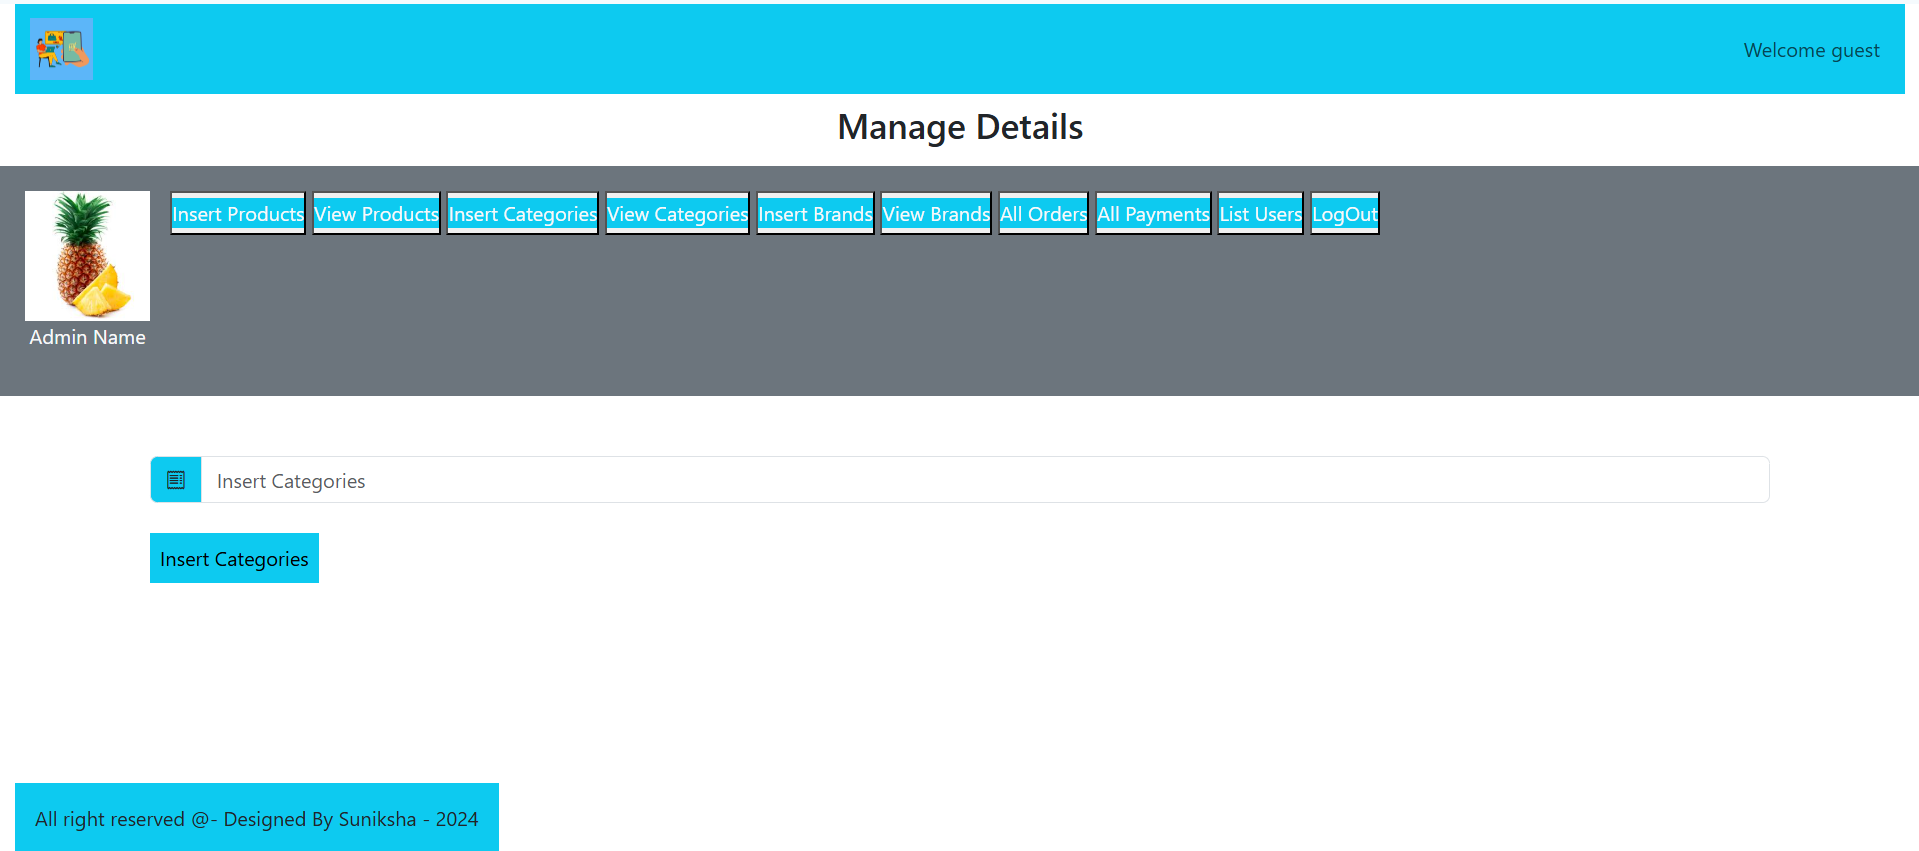 Welcome guest
Manage Details
Insert Products View Products Insert Categories View Categories Insert Brands View Brands All Orders All Payments List Users LogOut
Admin Name
Insert Categories
Insert Categories
All right reserved @- Designed By Suniksha - 2024